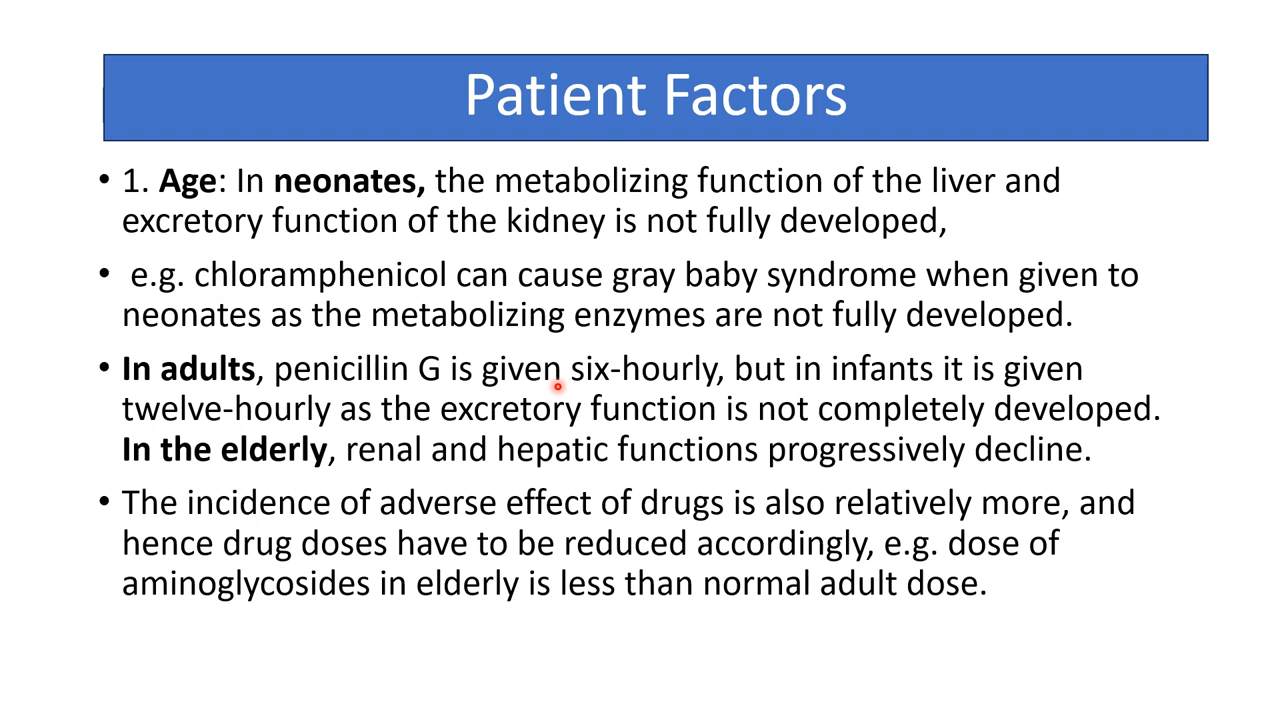 Patient Factors
• 1. Age: In neonates, the metabolizing function of the liver and
excretory function of the kidney is not fully developed,
• e.g. chloramphenicol can cause gray baby syndrome when given to
neonates as the metabolizing enzymes are not fully developed.
• In adults, penicillin G is given six-hourly, but in infants it is given
twelve-hourly as the excretory function is not completely developed.
In the elderly, renal and hepatic functions progressively decline.
• The incidence of adverse effect of drugs is also relatively more, and
hence drug doses have to be reduced accordingly, e.g. dose of
aminoglycosides in elderly is less than normal adult dose.